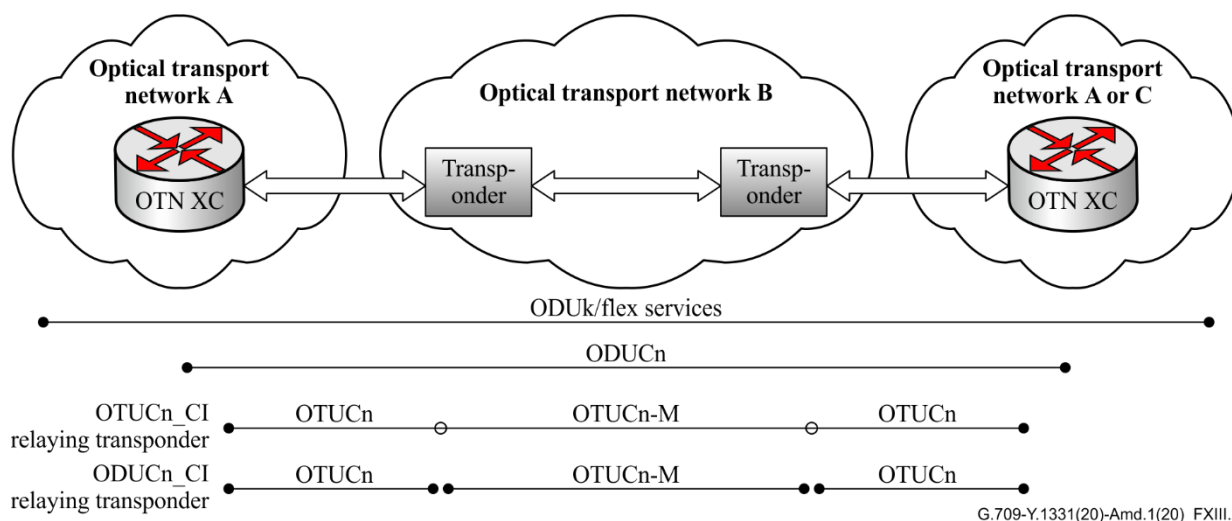 Optical transport
network A
Optical transport network B
Optical transport
network A or C
OTN XC
Transp-
onder
Transp-
onder
OTN XC
ODUk/flex services
ODUCn
OTUCn_CI
relaying transponder
OTUCn
OTUCn-M
OTUCn
ODUCn_CI
relaying transponder
OTUCn
OTUCn-M
OTUCn
G.709-Y.1331(20)-Amd.1(20)_FXIII.